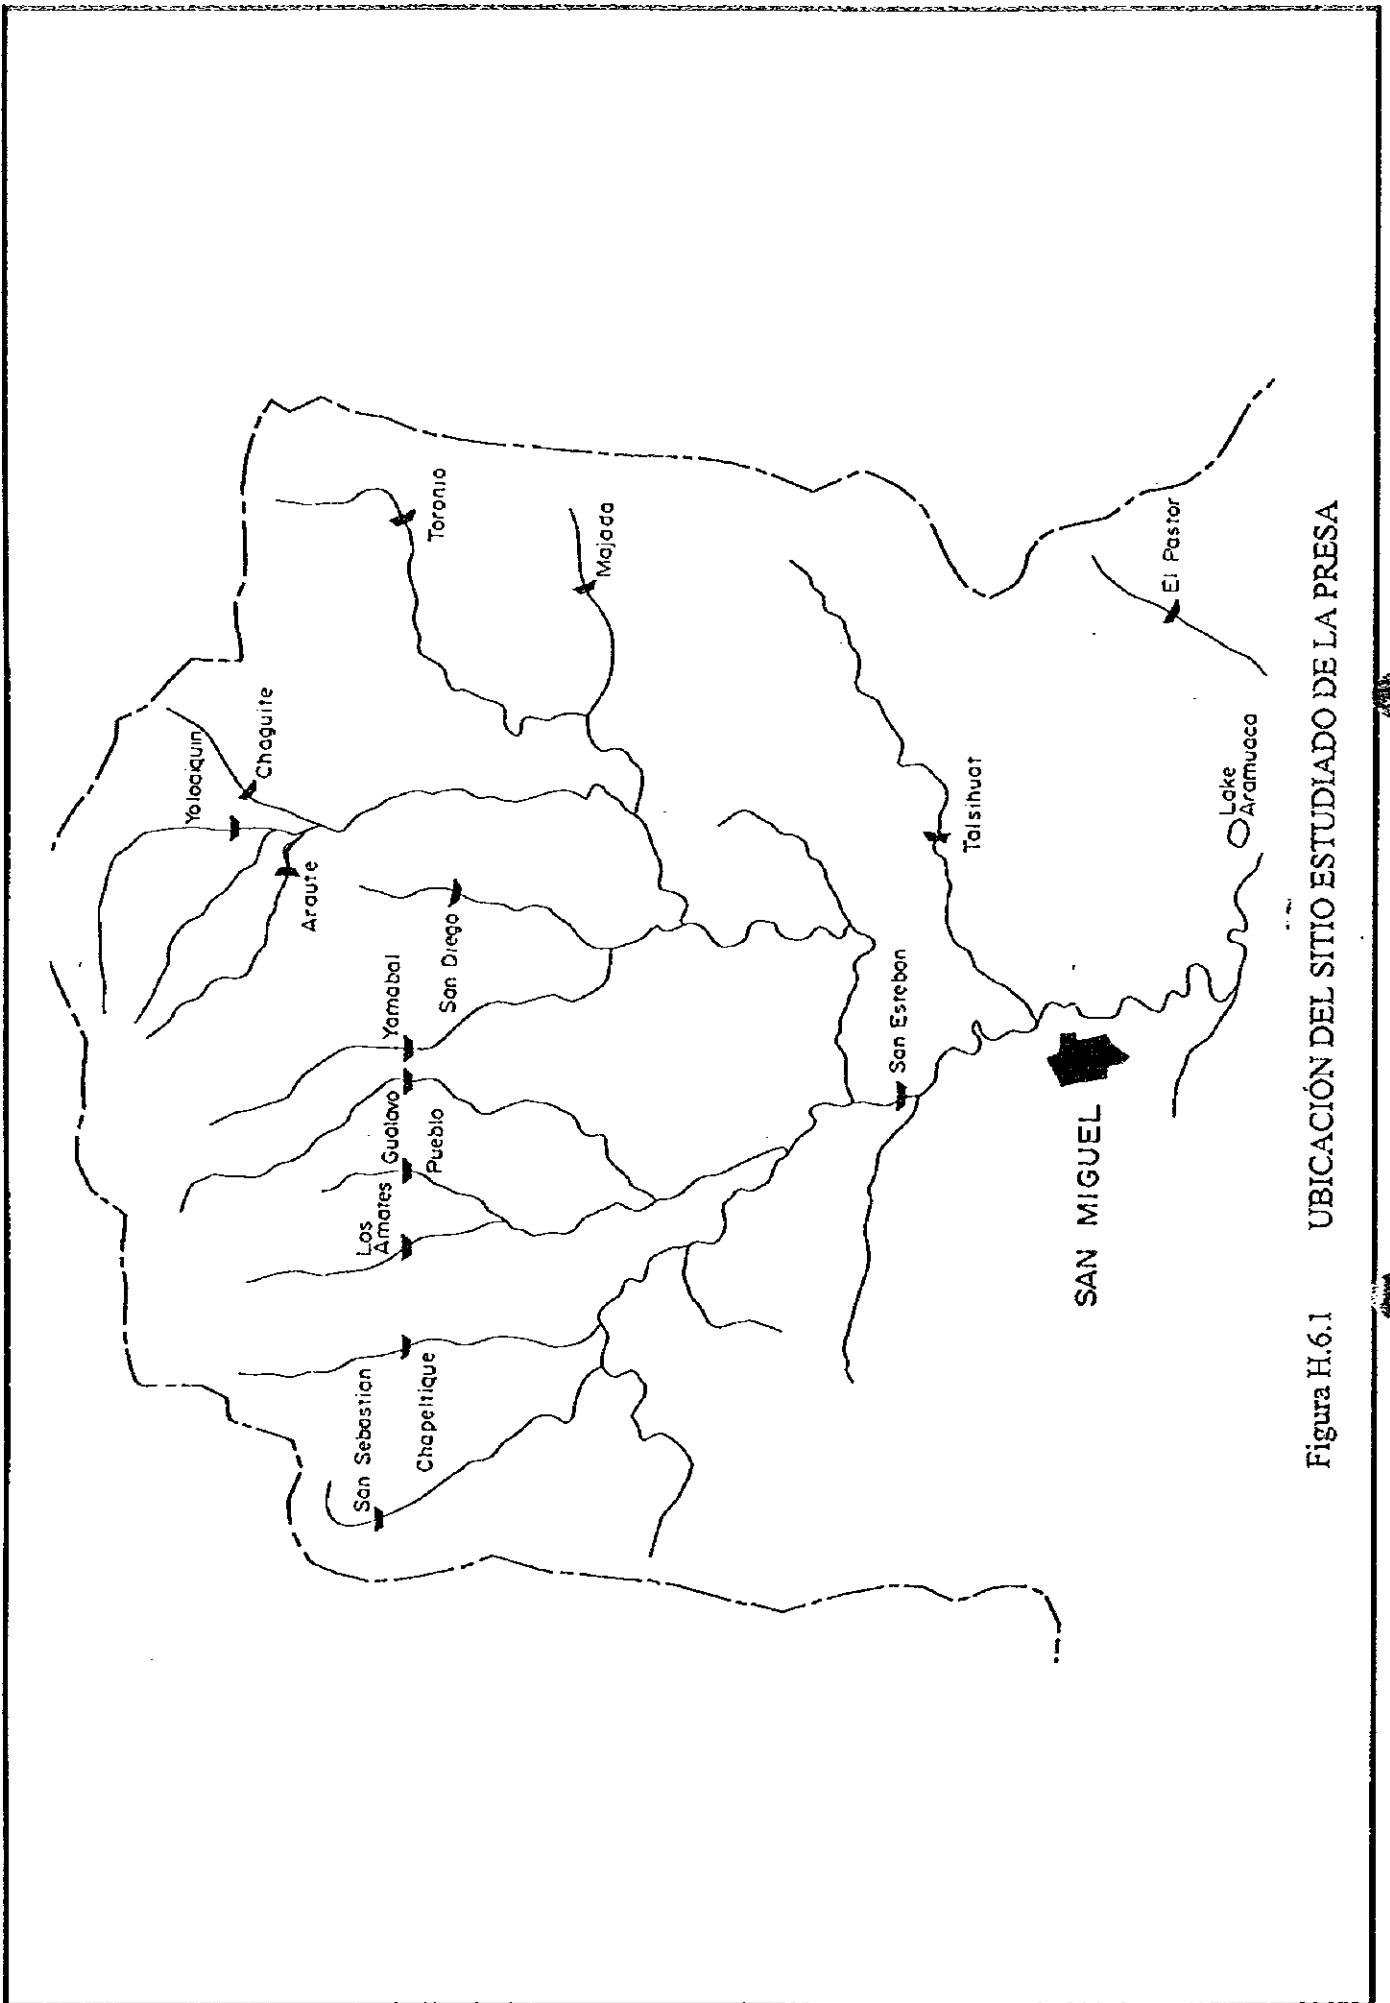 Yoloaiquin
Chaguite
Araute
Toronio
Majada
San Diego
Yamabal
Gualavo
Pueblo
Los
Amates
San Sebastian
Chapeltique
San Esteban
Talsihuat
El Pastor
Lake
Aramuaca
SAN MIGUEL
Figura H.6.1 UBICACIÓN DEL SITIO ESTUDIADO DE LA PRESA